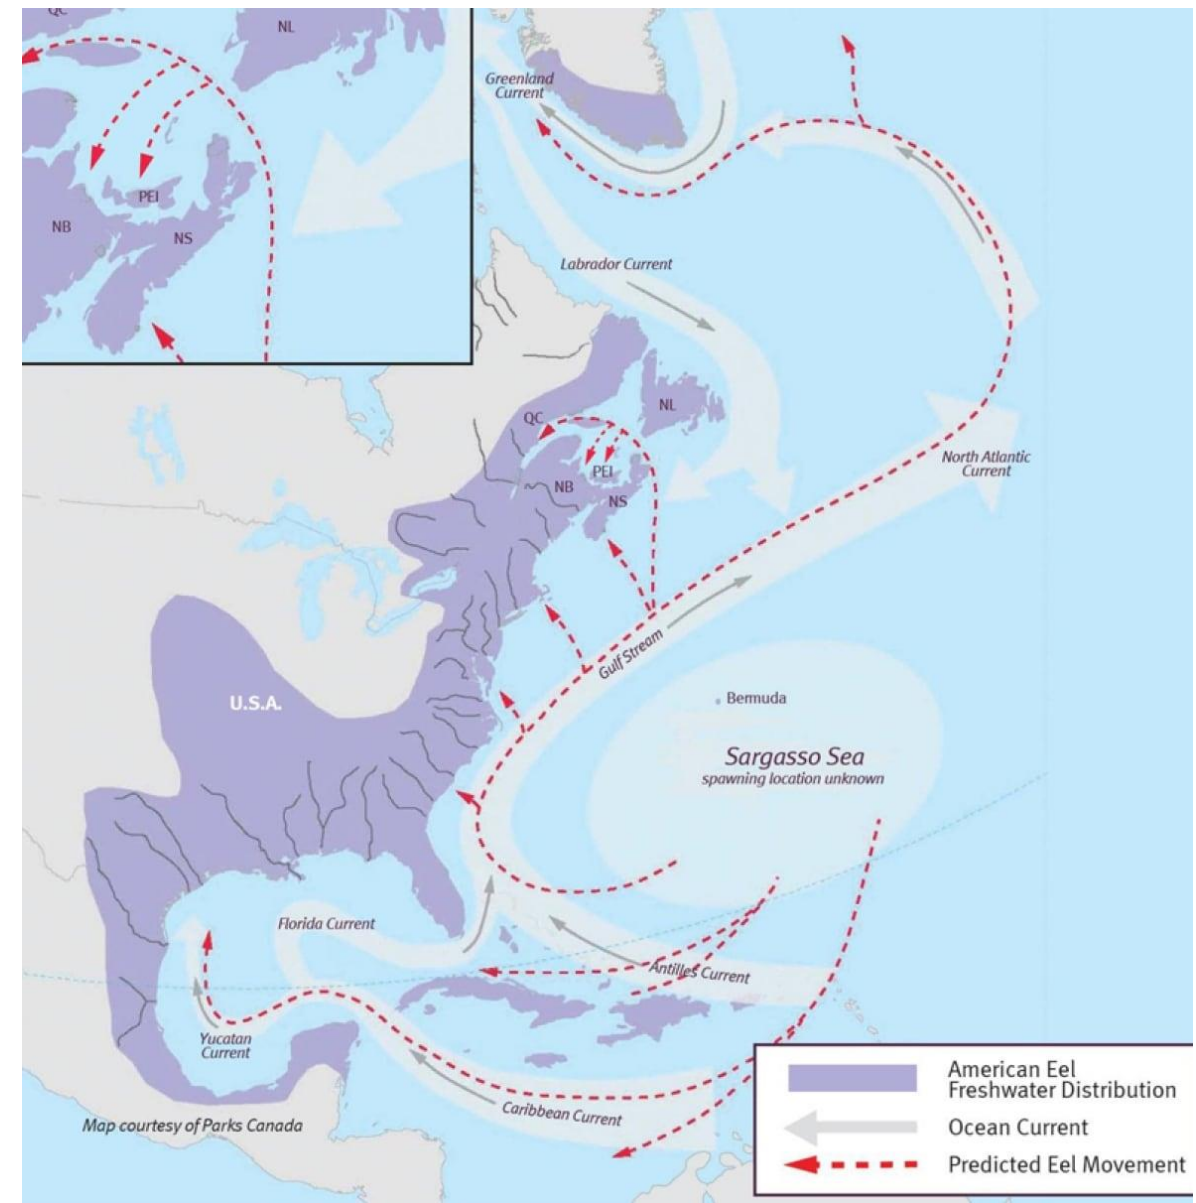 QC
NL
PEI
NB
NS
Greenland
Current
Labrador Current
QC
NL
PEI
NB
NS
North Atlantic
Current
Gulf Stream
U.S.A.
Bermuda
Sargasso Sea
spawning location unknown
Florida Current
Antilles Current
Yucatan
Current
Caribbean Current
Map courtesy of Parks Canada
American Eel
Freshwater Distribution
Ocean Current
Predicted Eel Movement